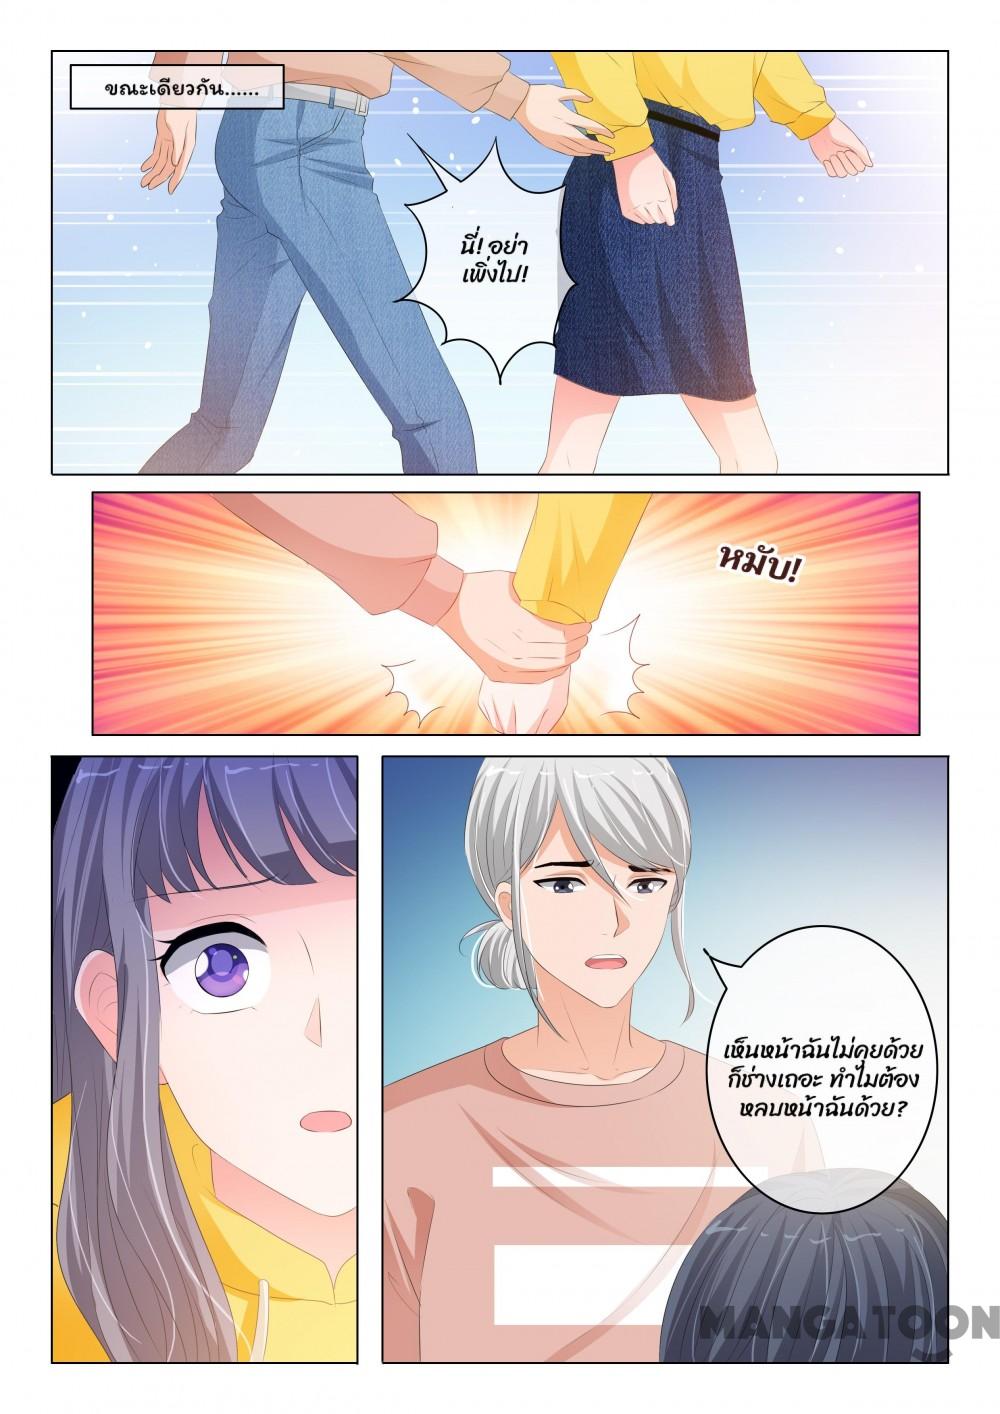 ขณะเดียวกัน......
นี่! อย่า
เพิ่งไป!
หมับ!
เห็นหน้าฉันไม่คุยด้วย
ก็ช่างเถอะ ทำไมต้อง
หลบหน้าฉันด้วย?
MANGATOON